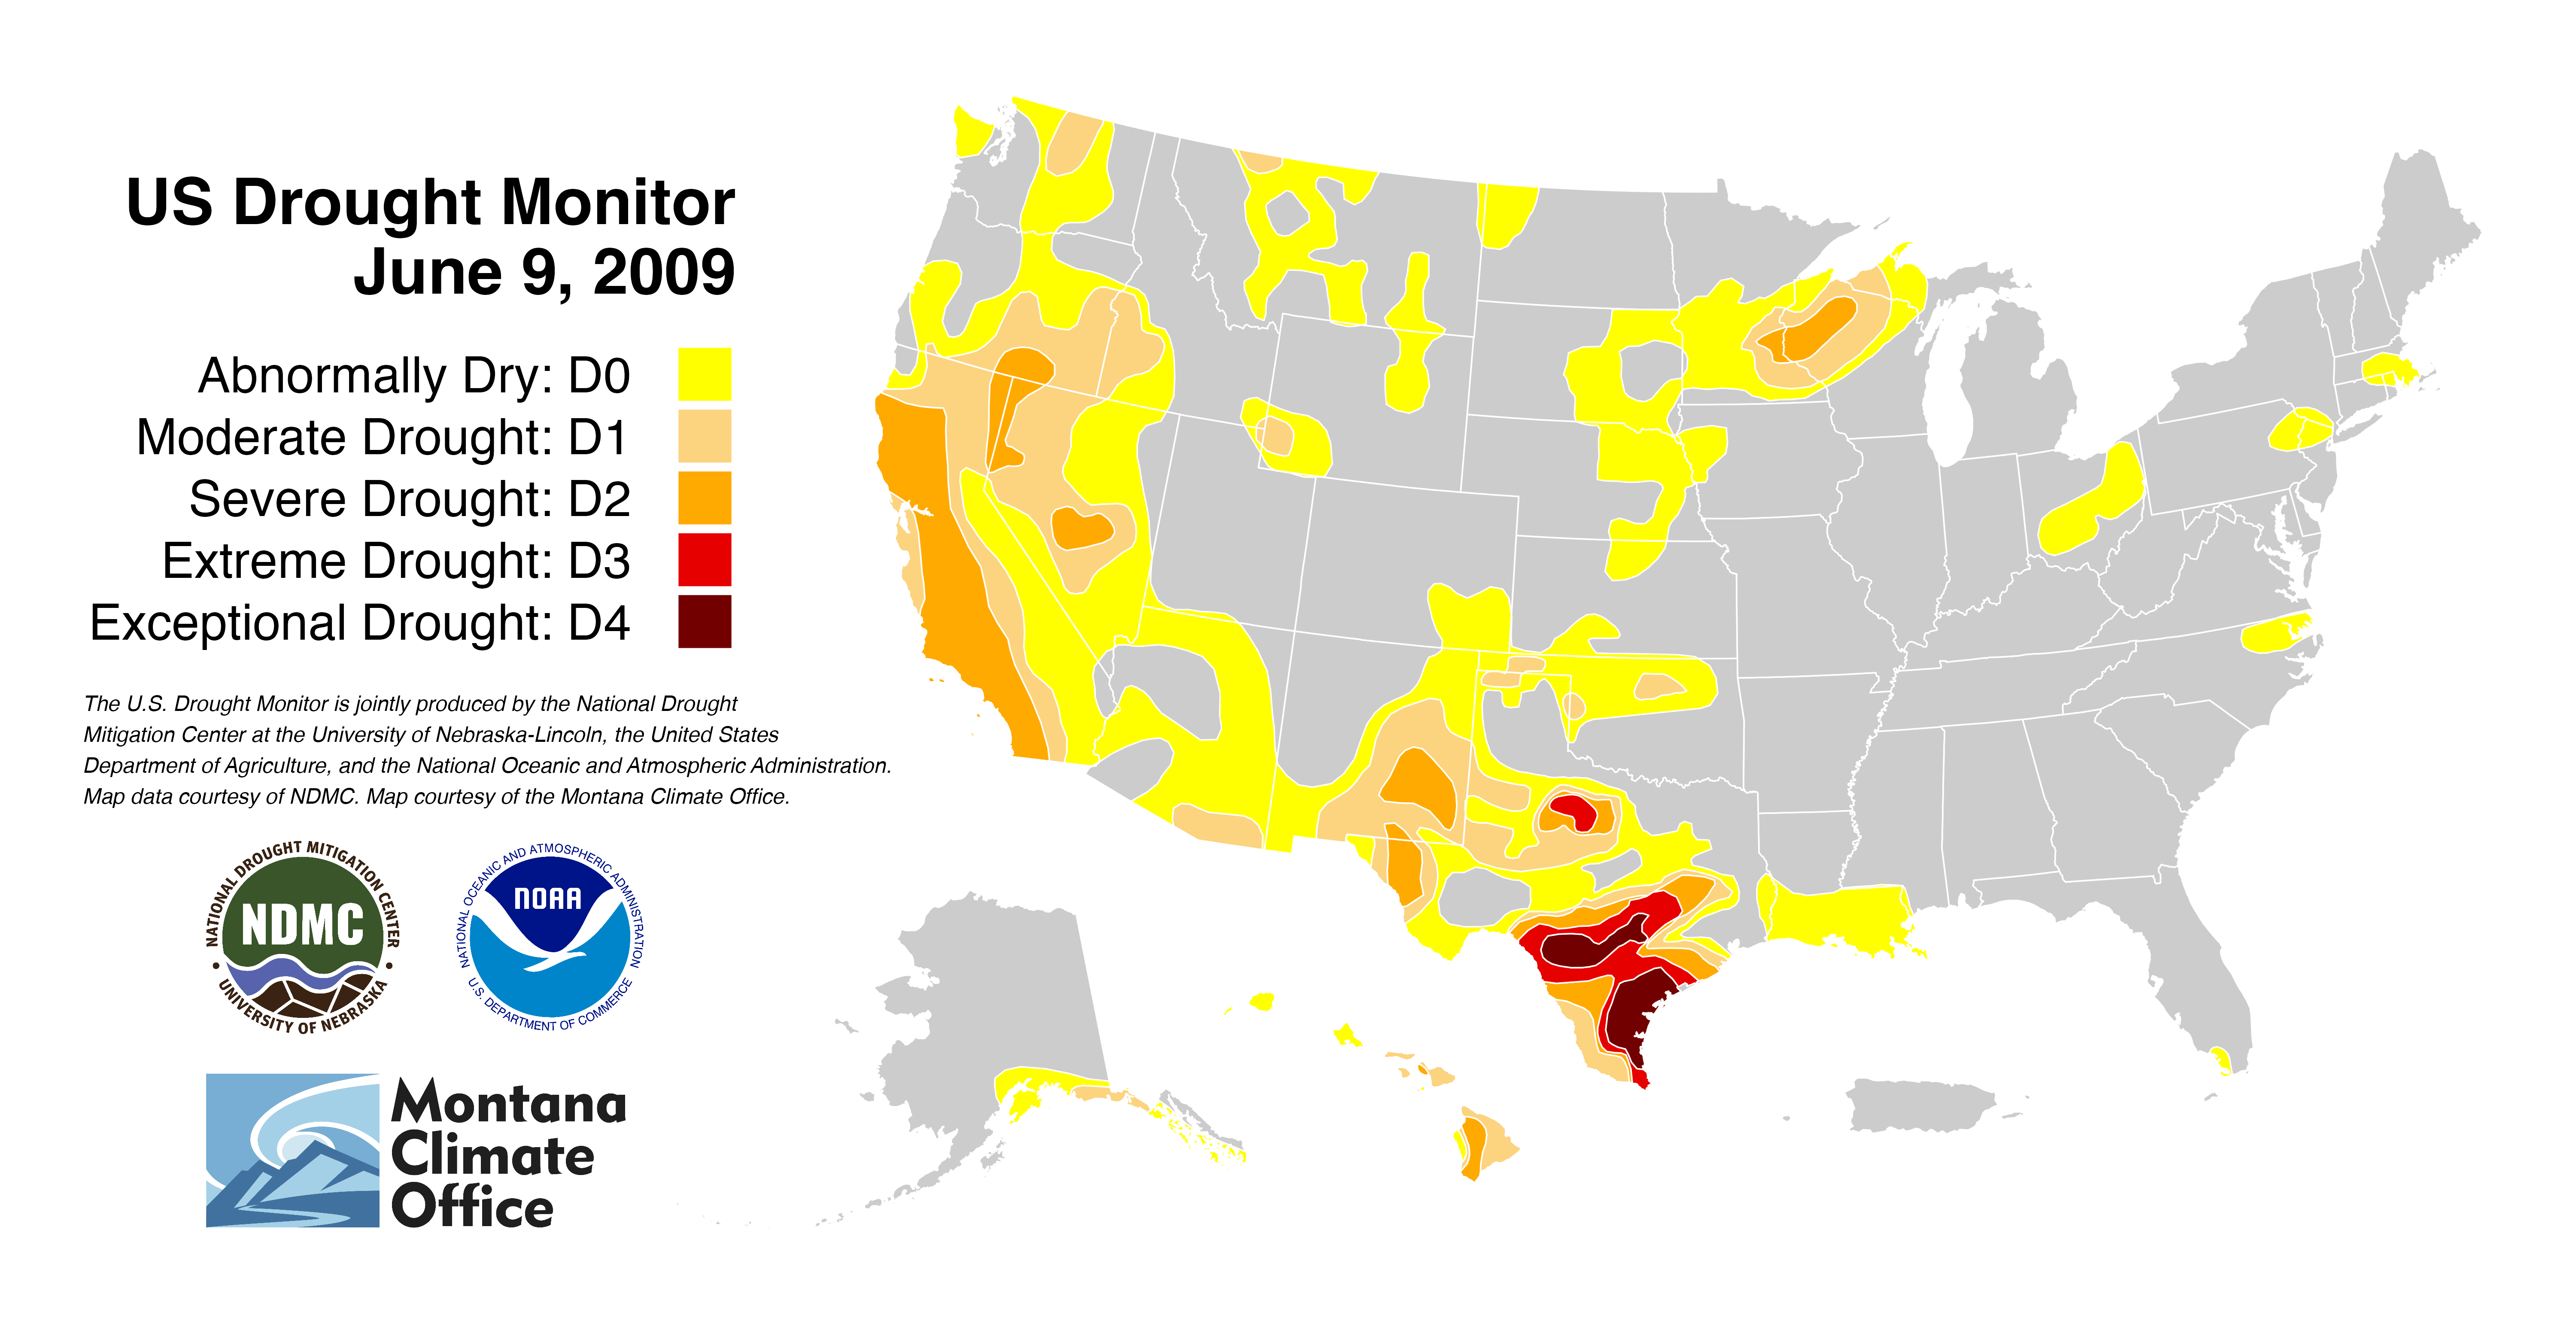 US Drought Monitor
June 9, 2009
Abnormally Dry: D0
Moderate Drought: D1
Severe Drought: D2
Extreme Drought: D3
Exceptional Drought: D4
The U.S. Drought Monitor is jointly produced by the National Drought
Mitigation Center at the University of Nebraska-Lincoln, the United States
Department of Agriculture, and the National Oceanic and Atmospheric Administration.
Map data courtesy of NDMC. Map courtesy of the Montana Climate Office.
NATIONAL DROUGHT MITIGATION CENTER
NDMC
• UNIVERSITY OF NEBRASKA •
NATIONAL OCEANIC AND ATMOSPHERIC ADMINISTRATION
NOAA
U.S. DEPARTMENT OF COMMERCE
Montana
Climate
Office